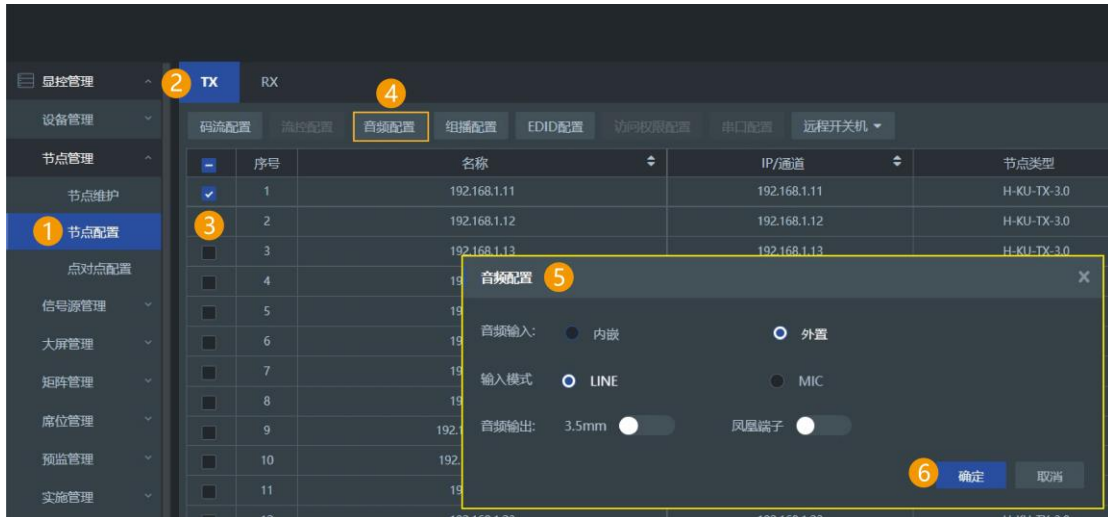 显控管理
2 TX RX
4
设备管理
码流配置 流控配置 音频配置 组播配置 EDID配置 访问权限配置 串口配置 远程开关机
节点管理
序号 名称 IP/通道 节点类型
节点维护
1 192.168.1.11 192.168.1.11 H-KU-TX-3.0
1 节点配置
3 2 192.168.1.12 192.168.1.12 H-KU-TX-3.0
3 192.168.1.13 192.168.1.13 H-KU-TX-3.0
点对点配置
4 19
音频配置 5 ×
信号源管理
5 19
音频输入: 内嵌 外置
大屏管理
6 19
矩阵管理
7 19
输入模式 LINE MIC
8 19
席位管理
9 192.1
音频输出: 3.5mm 凤凰端子
预监管理
10 192.
6 确定 取消
实施管理
11 19